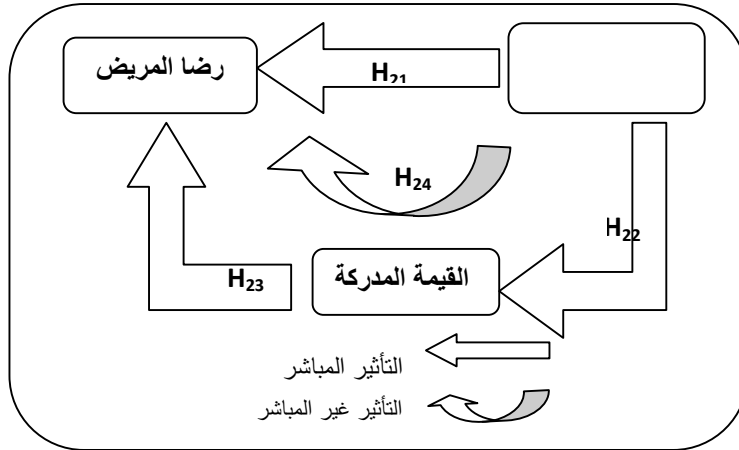 رضا المريض
H₂₁
H₂₄
H₂₂
القيمة المدركة
H₂₃
التأثير المباشر
التأثير غير المباشر